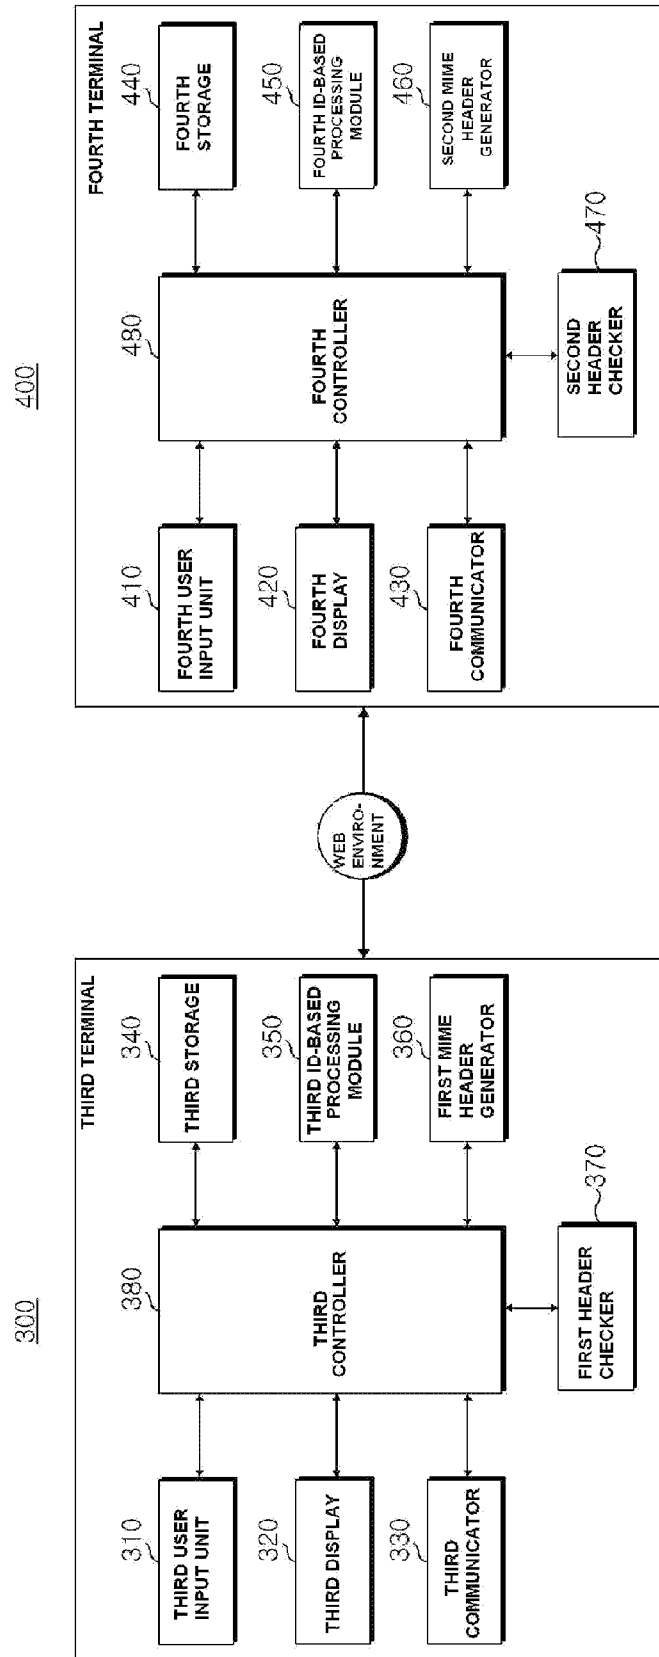 300
THIRD TERMINAL
310
THIRD USER
INPUT UNIT
320
THIRD DISPLAY
330
THIRD
COMMUNICATOR
380
THIRD
CONTROLLER
340
THIRD STORAGE
350
THIRD ID-BASED
PROCESSING
MODULE
360
FIRST MIME
HEADER
GENERATOR
370
FIRST HEADER
CHECKER
WEB
ENVIRO-
NMENT
400
FOURTH TERMINAL
410
FOURTH USER
INPUT UNIT
420
FOURTH
DISPLAY
430
FOURTH
COMMUNICATOR
480
FOURTH
CONTROLLER
440
FOURTH
STORAGE
450
FOURTH ID-BASED
PROCESSING
MODULE
460
SECOND MIME
HEADER
GENERATOR
470
SECOND
HEADER
CHECKER